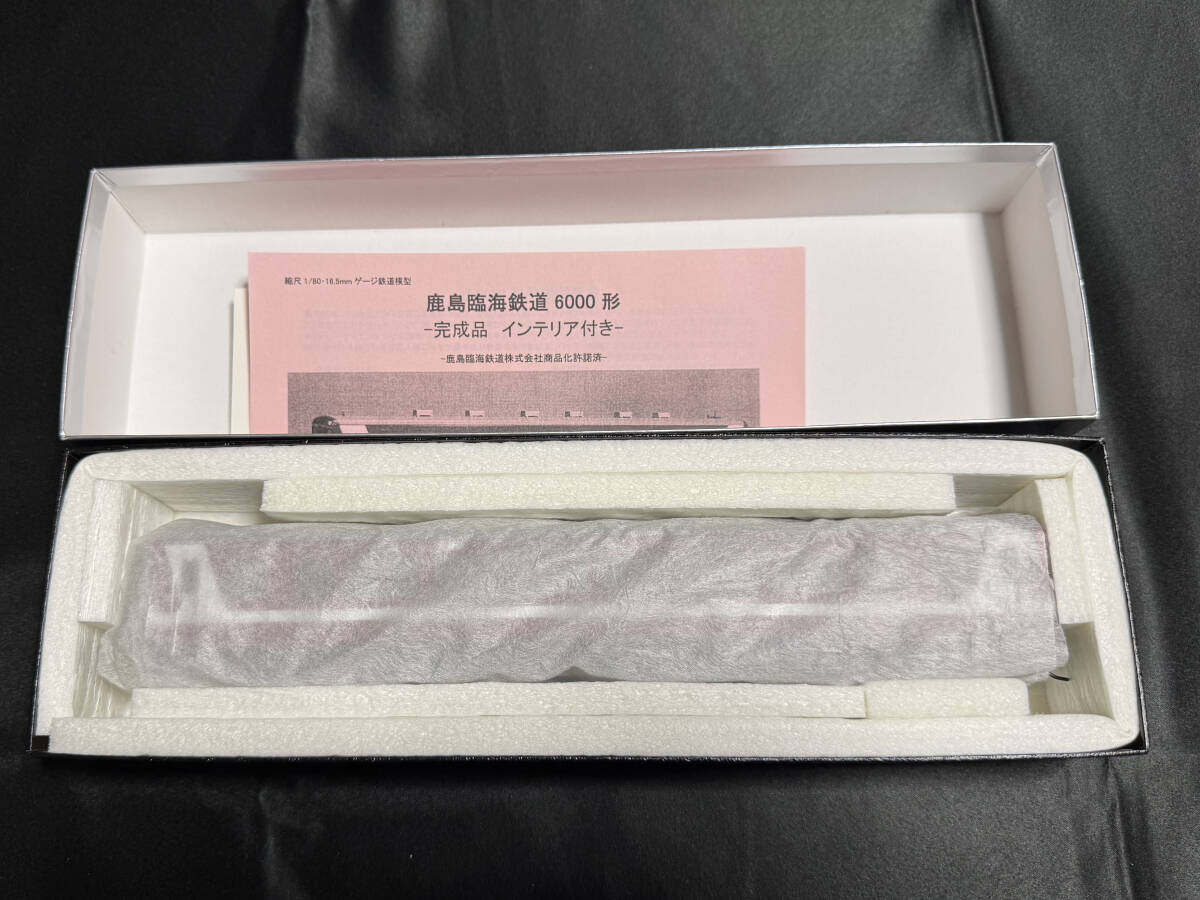 縮尺 1/80・16.5mm ゲージ鉄道模型
鹿島臨海鉄道 6000 形
-完成品 インテリア付き-
-鹿島臨海鉄道株式会社商品化許諾済-